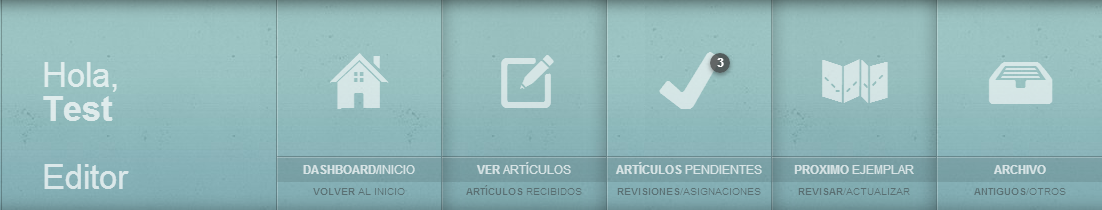 Hola,
Test
Editor
DASHBOARD/INICIO
VOLVER AL INICIO
VER ARTÍCULOS
ARTÍCULOS RECIBIDOS
3
ARTÍCULOS PENDIENTES
REVISIONES/ASIGNACIONES
PROXIMO EJEMPLAR
REVISAR/ACTUALIZAR
ARCHIVO
ANTIGUOS/OTROS